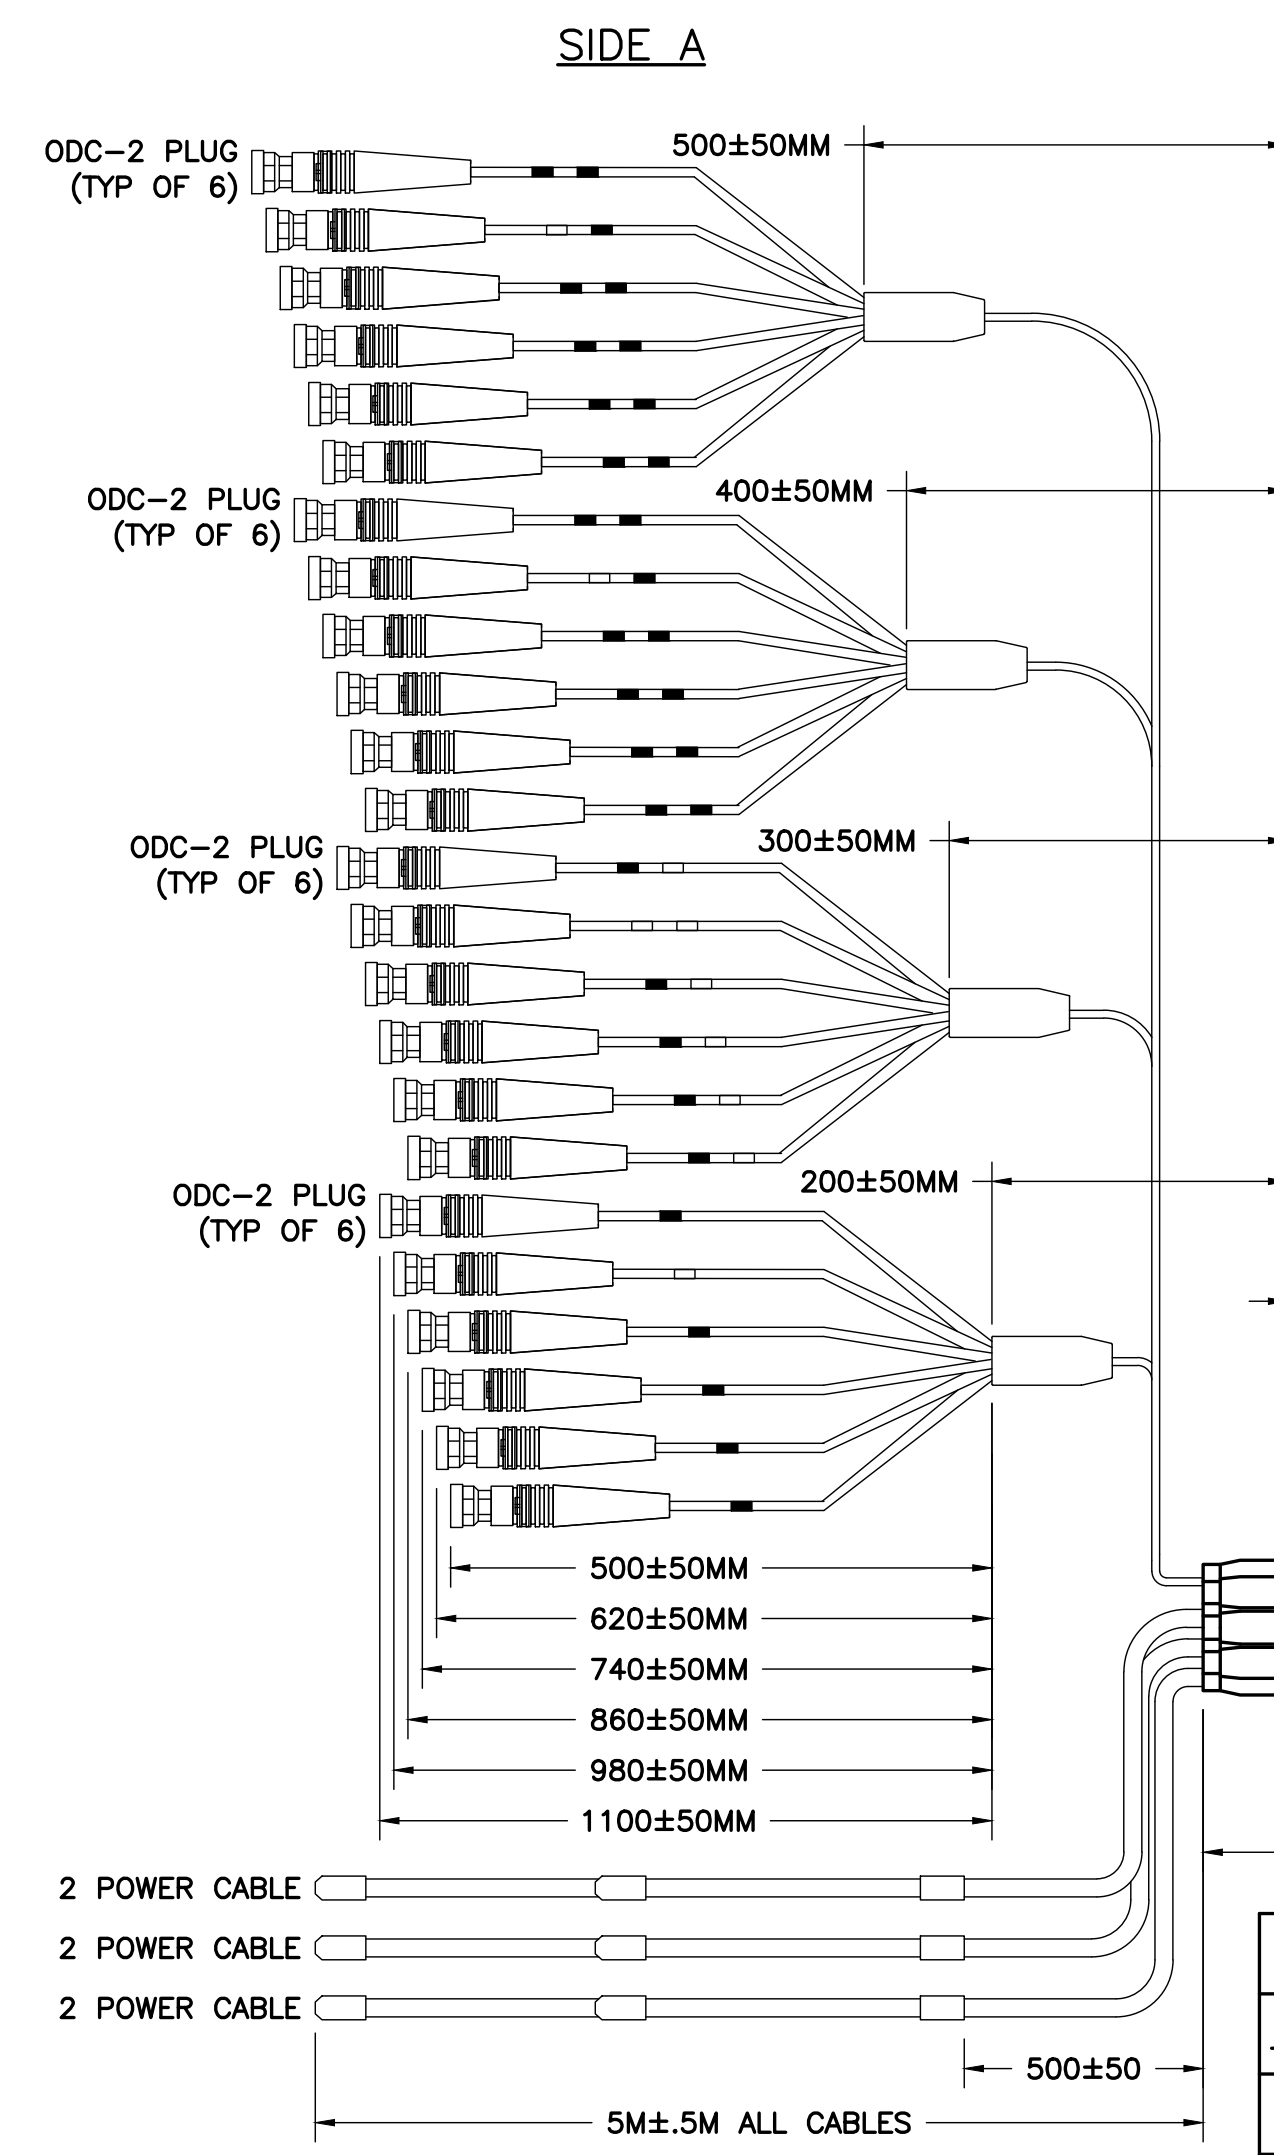 SIDE A
ODC-2 PLUG
(TYP OF 6)
500±50MM
ODC-2 PLUG
(TYP OF 6)
400±50MM
ODC-2 PLUG
(TYP OF 6)
300±50MM
ODC-2 PLUG
(TYP OF 6)
200±50MM
500±50MM
620±50MM
740±50MM
860±50MM
980±50MM
1100±50MM
2 POWER CABLE
2 POWER CABLE
2 POWER CABLE
500±50
5M±.5M ALL CABLES